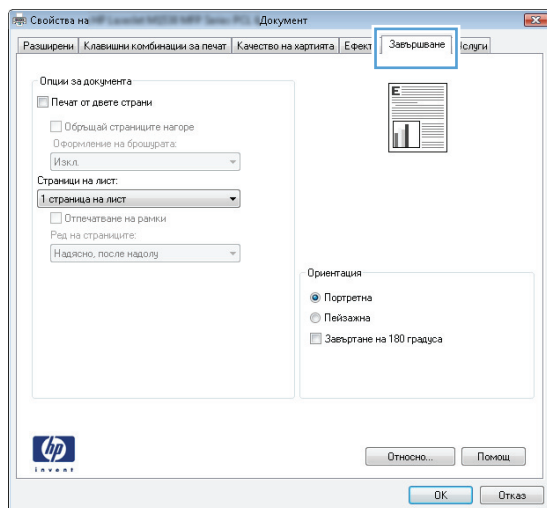 Свойства на Документ
Разширени Клавишни комбинации за печат Качество на хартията Ефект Завършване слуги
Опции за документа
Печат от двете страни
Обръщай страниците нагоре
Оформление на брошурата:
Изкл.
Страници на лист:
1 страница на лист
Отпечатване на рамки
Ред на страниците:
Надясно, после надолу
E
Ориентация
Портретна
Пейзажна
Завъртане на 180 градуса
hp
invent
Относно... Помощ
OK Отказ